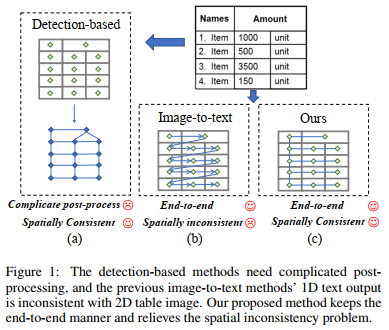 Detection-based
Names Amount
1. Item 1000 unit
2. Item 500 unit
3. Item 3500 unit
4. Item 150 unit
Image-to-text
Ours
Complicate post-process
Spatially Consistent
(a)
End-to-end
Spatially inconsistent
(b)
End-to-end
Spatially Consistent
(c)
Figure 1: The detection-based methods need complicated post-
processing, and the previous image-to-text methods' 1D text output
is inconsistent with 2D table image. Our proposed method keeps the
end-to-end manner and relieves the spatial inconsistency problem.